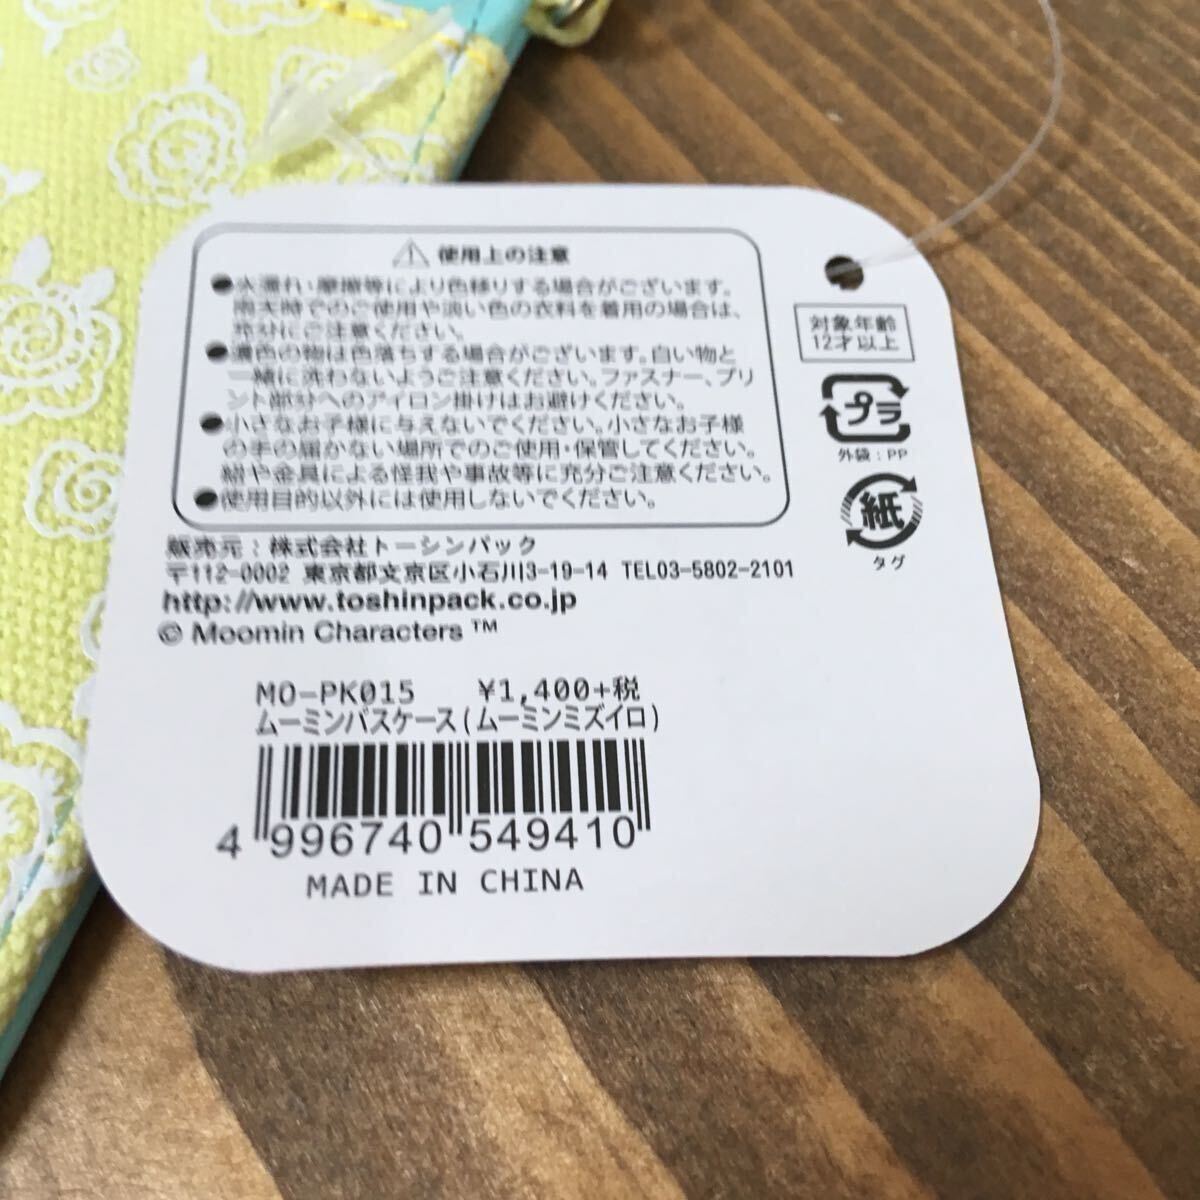 ⚠ 使用上の注意
●水濡れ・摩擦等により色移りする場合がございます。
雨天時でのご使用や淡い色の衣料を着用の場合は、
充分にご注意ください。
●濃色の物は色落ちする場合がございます。白い物と
一緒に洗わないようご注意ください。ファスナー、プリ
ント部分へのアイロン掛けはお避けください。
●小さなお子様に与えないでください。小さなお子様
の手の届かない場所でのご使用・保管してください。
紐や金具による怪我や事故等に充分ご注意ください。
●使用目的以外には使用しないでください。
対象年齢
12才以上
プラ
外袋：PP
紙
タグ
販売元：株式会社トーシンパック
〒112-0002 東京都文京区小石川3-19-14 TEL03-5802-2101
http://www.toshinpack.co.jp
© Moomin Characters ™
MO-PK015 ¥1,400+税
ムーミンパスケース(ムーミンミズイロ)
4 996740 549410
MADE IN CHINA